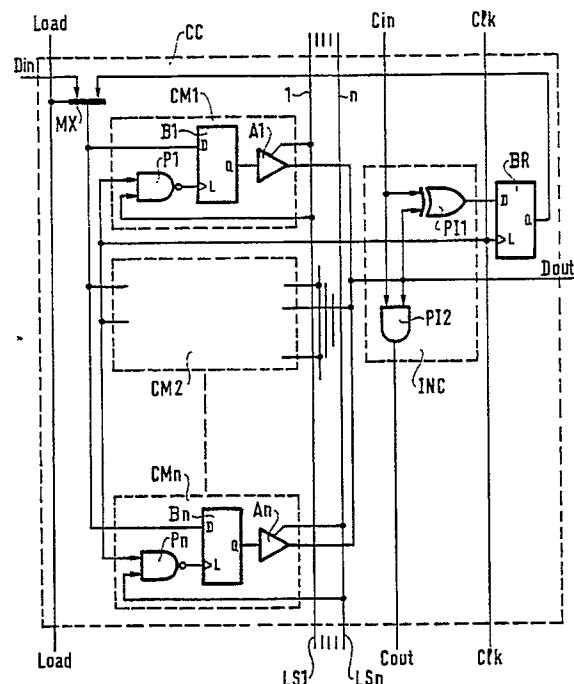 Load
CC
Cin
Clk
Din
1
n
MX
CM1
B1
A1
D
Q
P1
L
BR
D
Q
L
PI1
Dout
PI2
CM2
INC
CMn
Bn
An
D
Q
Pn
L
Load
LS1
LSn
Cout
Clk